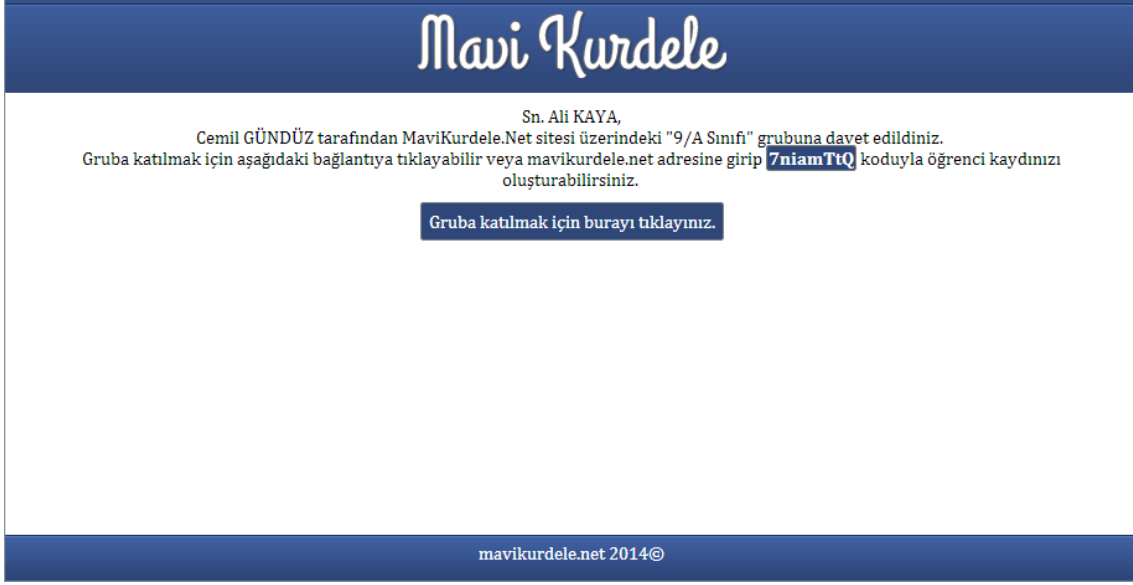 Mavi Kurdele
Sn. Ali KAYA,
Cemil GÜNDÜZ tarafından MaviKurdele.Net sitesi üzerindeki "9/A Sınıfı" grubuna davet edildiniz.
Gruba katılmak için aşağıdaki bağlantıya tıklayabilir veya mavikurdele.net adresine girip 7niamTtQ koduyla öğrenci kaydınızı
oluşturabilirsiniz.
Gruba katılmak için burayı tıklayınız.
mavikurdele.net 2014©